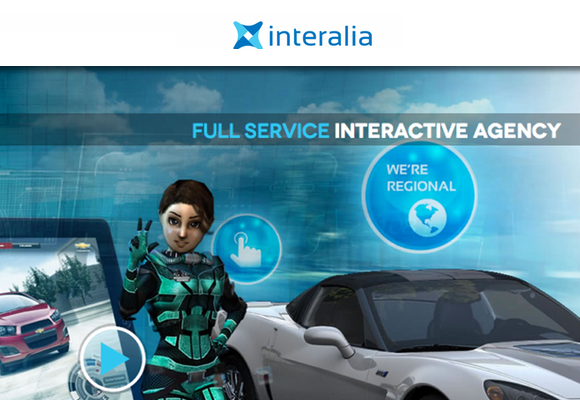 interalia
FULL SERVICE INTERACTIVE AGENCY
WE'RE
REGIONAL